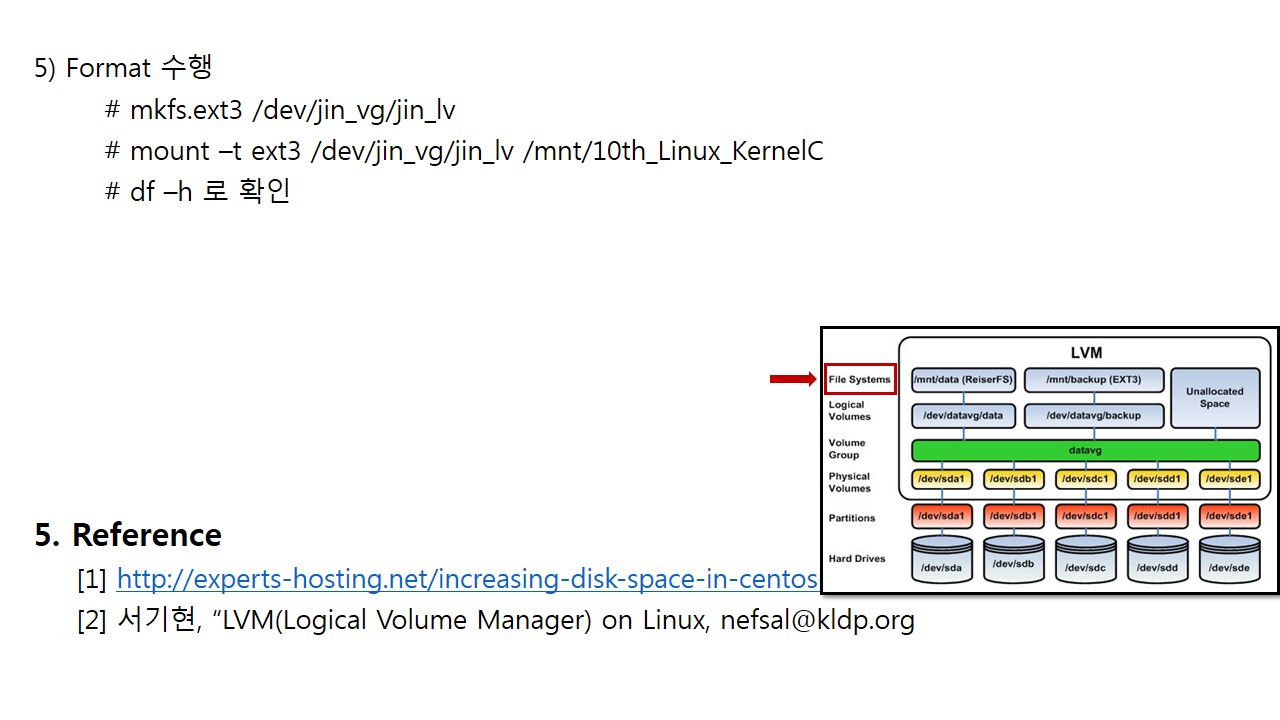 5) Format 수행
# mkfs.ext3 /dev/jin_vg/jin_lv
# mount –t ext3 /dev/jin_vg/jin_lv /mnt/10th_Linux_KernelC
# df –h 로 확인
LVM
File Systems
/mnt/data (ReiserFS)
/mnt/backup (EXT3)
Unallocated
Space
Logical
Volumes
/dev/datavg/data
/dev/datavg/backup
Volume
Group
datavg
Physical
Volumes
/dev/sda1
/dev/sdb1
/dev/sdc1
/dev/sdd1
/dev/sde1
Partitions
/dev/sda1
/dev/sdb1
/dev/sdc1
/dev/sdd1
/dev/sde1
Hard Drives
/dev/sda
/dev/sdb
/dev/sdc
/dev/sdd
/dev/sde
5. Reference
[1] http://experts-hosting.net/increasing-disk-space-in-centos
[2] 서기현, “LVM(Logical Volume Manager) on Linux, nefsal@kldp.org